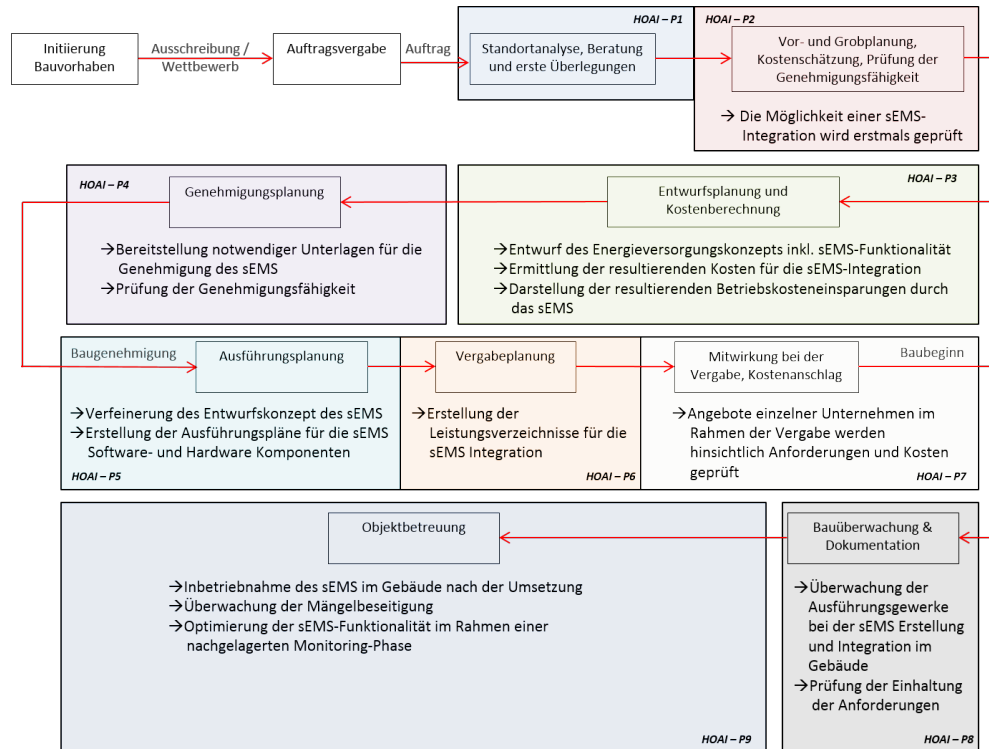 Initiierung
Bauvorhaben
Ausschreibung /
Wettbewerb
Auftragsvergabe
Auftrag
HOAI – P1
Standortanalyse, Beratung
und erste Überlegungen
HOAI – P2
Vor- und Grobplanung,
Kostenschätzung, Prüfung der
Genehmigungsfähigkeit
→ Die Möglichkeit einer sEMS-
Integration wird erstmals geprüft
HOAI – P3
Entwurfsplanung und
Kostenberechnung
→Entwurf des Energieversorgungskonzepts inkl. sEMS-Funktionalität
→Ermittlung der resultierenden Kosten für die sEMS-Integration
→Darstellung der resultierenden Betriebskosteneinsparungen durch
das sEMS
HOAI – P4
Genehmigungsplanung
→Bereitstellung notwendiger Unterlagen für die
Genehmigung des sEMS
→Prüfung der Genehmigungsfähigkeit
Baugenehmigung
Ausführungsplanung
→Verfeinerung des Entwurfskonzept des sEMS
→Erstellung der Ausführungspläne für die sEMS
Software- und Hardware Komponenten
HOAI – P5
Vergabeplanung
→Erstellung der
Leistungsverzeichnisse für die
sEMS Integration
HOAI – P6
Mitwirkung bei der
Vergabe, Kostenanschlag
Baubeginn
→Angebote einzelner Unternehmen im
Rahmen der Vergabe werden
hinsichtlich Anforderungen und Kosten
geprüft
HOAI – P7
Bauüberwachung &
Dokumentation
→Überwachung der
Ausführungsgewerke
bei der sEMS Erstellung
und Integration im
Gebäude
→Prüfung der Einhaltung
der Anforderungen
HOAI – P8
Objektbetreuung
→Inbetriebnahme des sEMS im Gebäude nach der Umsetzung
→Überwachung der Mängelbeseitigung
→Optimierung der sEMS-Funktionalität im Rahmen einer
nachgelagerten Monitoring-Phase
HOAI – P9